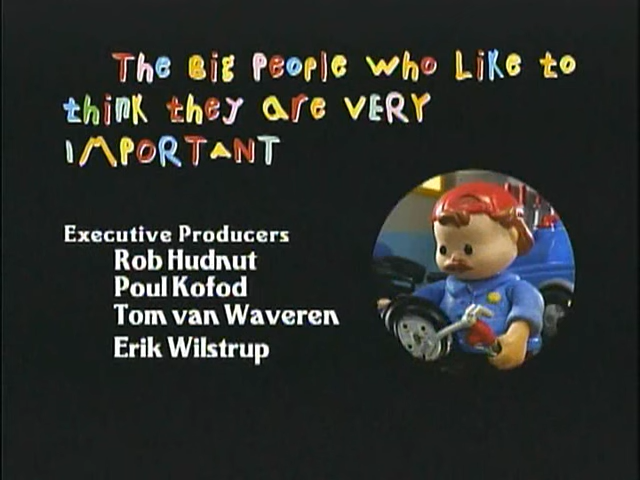 The Big People who Like to
think they are VERY
IMPORTANT
Executive Producers
Rob Hudnut
Poul Kofod
Tom van Waveren
Erik Wilstrup